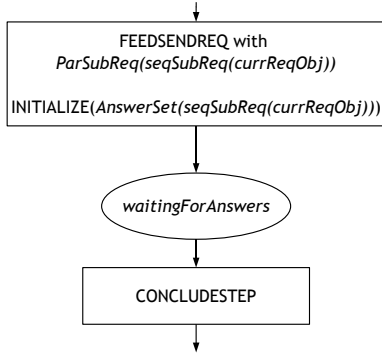 FEEDSENDREQ with
ParSubReq(seqSubReq(currReqObj))
INITIALIZE(AnswerSet(seqSubReq(currReqObj)))
waitingForAnswers
CONCLUDESTEP